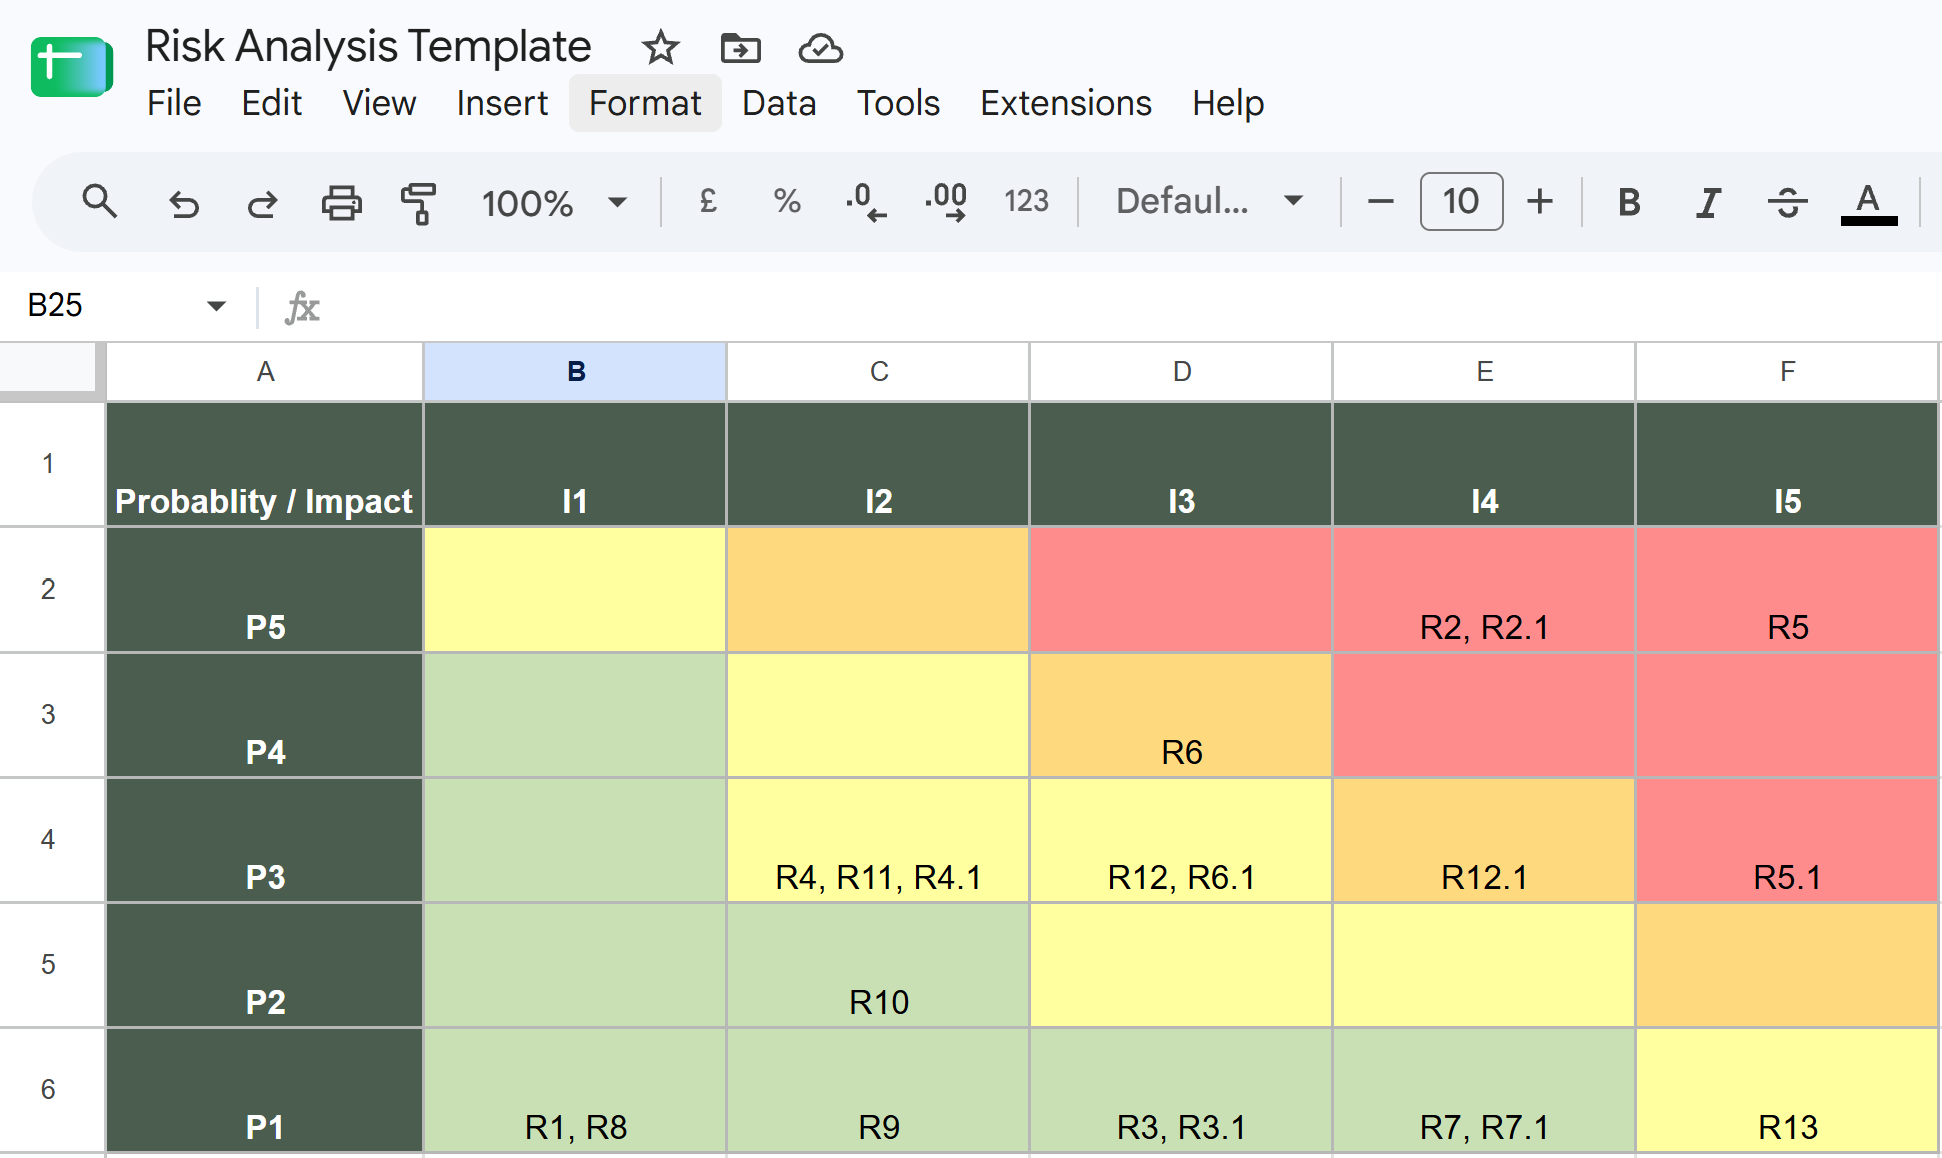 Risk Analysis Template
File Edit View Insert Format Data Tools Extensions Help
100% £ % .0 .00 123 Defaul... 10 B I S A
B25 fx
A B C D E F
1 Probablity / Impact I1 I2 I3 I4 I5
2 P5 R2, R2.1 R5
3 P4 R6
4 P3 R4, R11, R4.1 R12, R6.1 R12.1 R5.1
5 P2 R10
6 P1 R1, R8 R9 R3, R3.1 R7, R7.1 R13